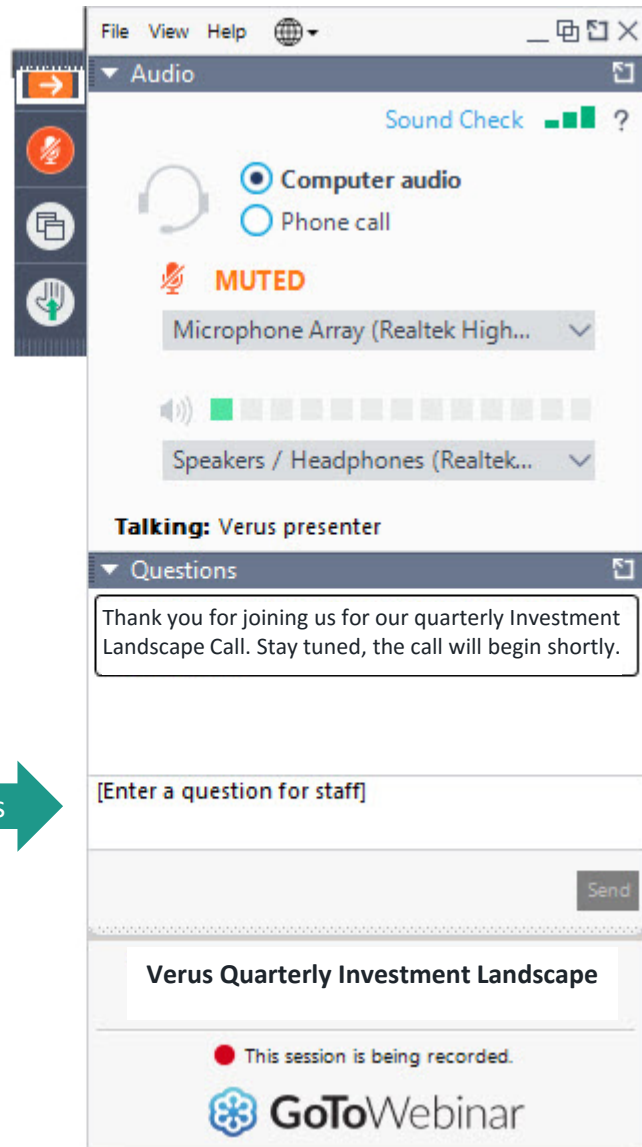 File View Help
Audio
Sound Check ?
Computer audio
Phone call
MUTED
Microphone Array (Realtek High...
Speakers / Headphones (Realtek...
Talking: Verus presenter
Questions
Thank you for joining us for our quarterly Investment
Landscape Call. Stay tuned, the call will begin shortly.
s
[Enter a question for staff]
Send
Verus Quarterly Investment Landscape
This session is being recorded.
GoToWebinar